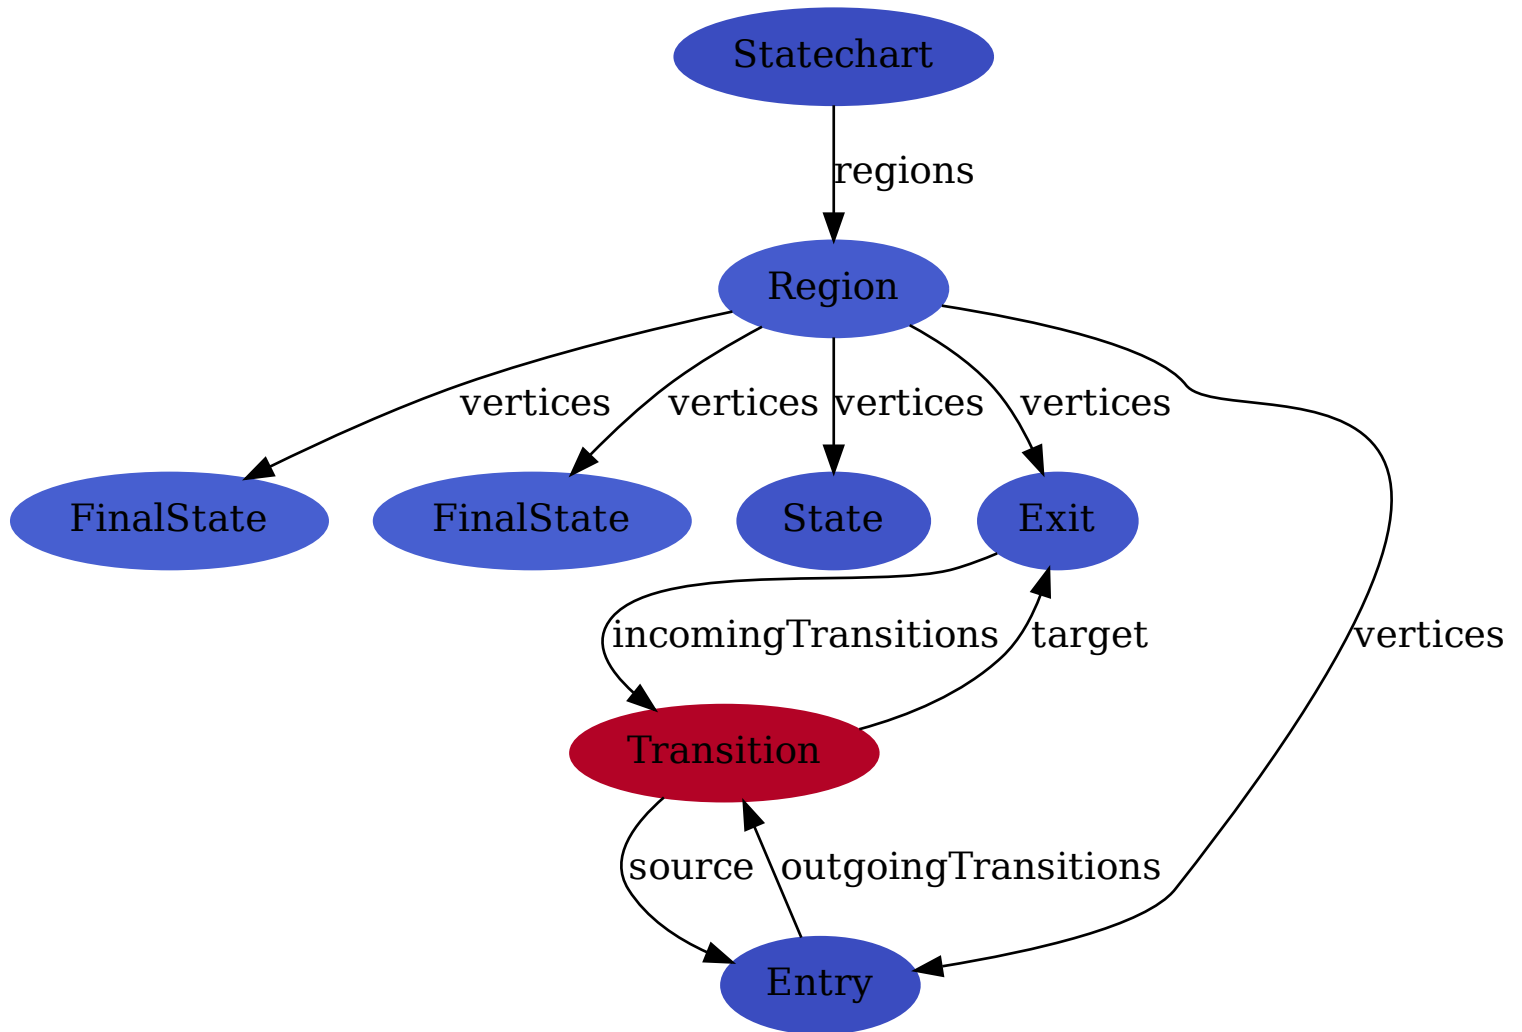 Statechart
regions
Region
vertices
vertices
vertices
vertices
FinalState
FinalState
State
Exit
incomingTransitions
target
vertices
Transition
source
outgoingTransitions
Entry